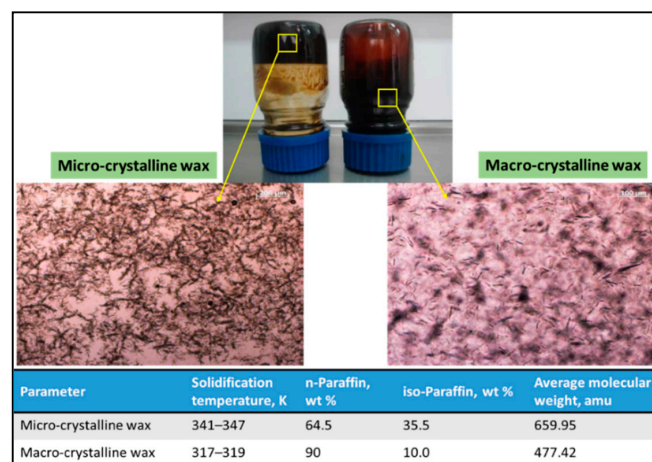 Micro-crystalline wax
Macro-crystalline wax
100 µm
Parameter
Solidification temperature, K
n-Paraffin, wt %
iso-Paraffin, wt %
Average molecular weight, amu
Micro-crystalline wax 341–347 64.5 35.5 659.95
Macro-crystalline wax 317–319 90 10.0 477.42